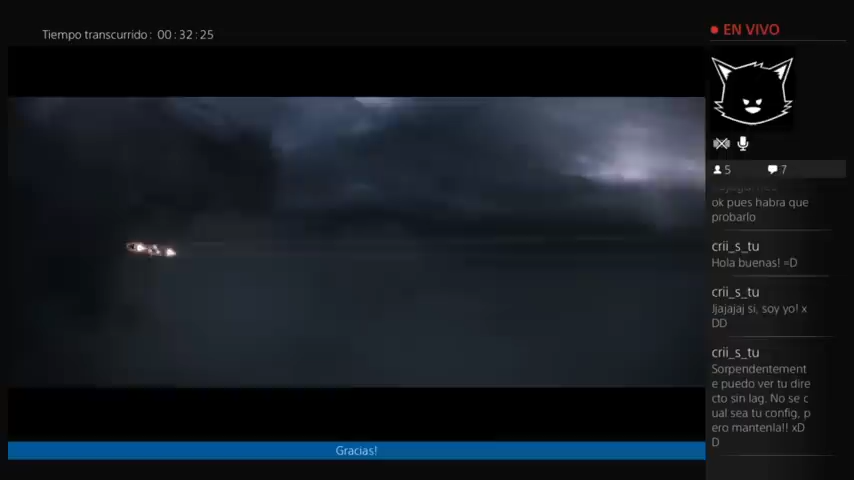 Tiempo transcurrido: 00:32:25
EN VIVO
5 7
ok pues habra que
probarlo
crii_s_tu
Hola buenas! =D
crii_s_tu
Jjajajaj si, soy yo! x
DD
crii_s_tu
Sorpendentement
e puedo ver tu dire
cto sin lag. No se c
ual sea tu config, p
ero mantenla!! xD
D
Gracias!